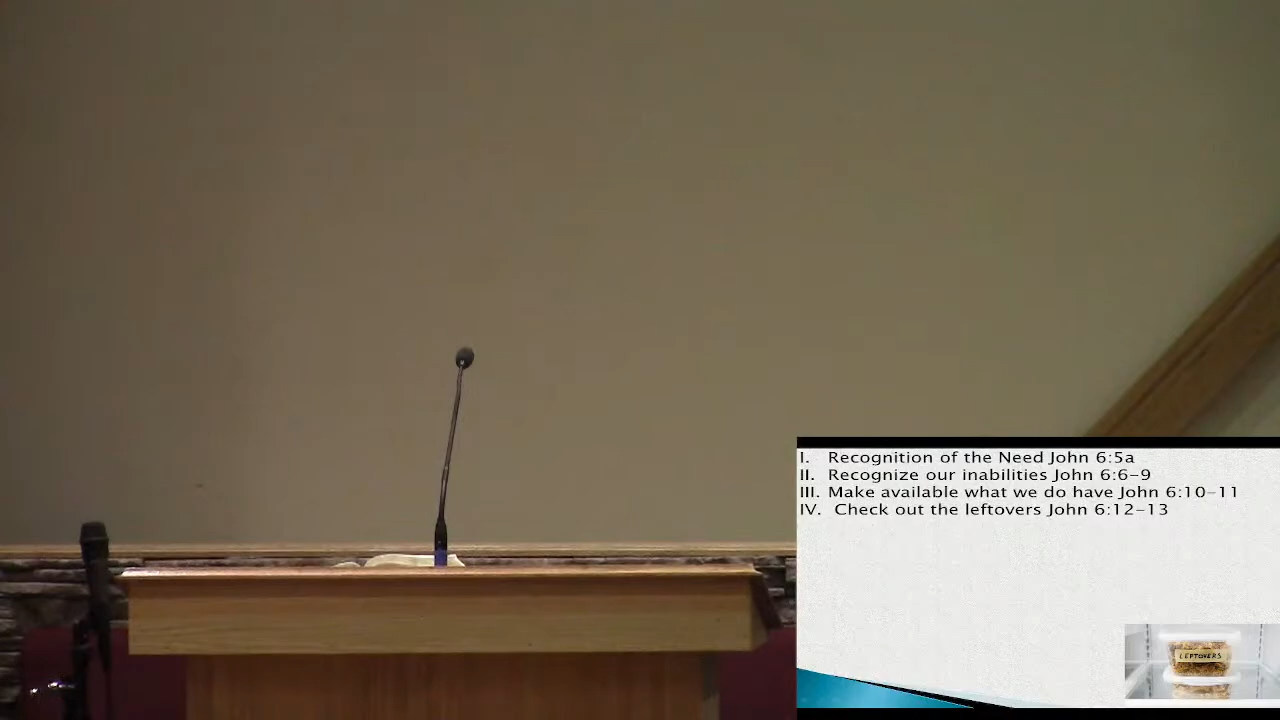 I. Recognition of the Need John 6:5a
II. Recognize our inabilities John 6:6-9
III. Make available what we do have John 6:10-11
IV. Check out the leftovers John 6:12-13
LEFTOVERS